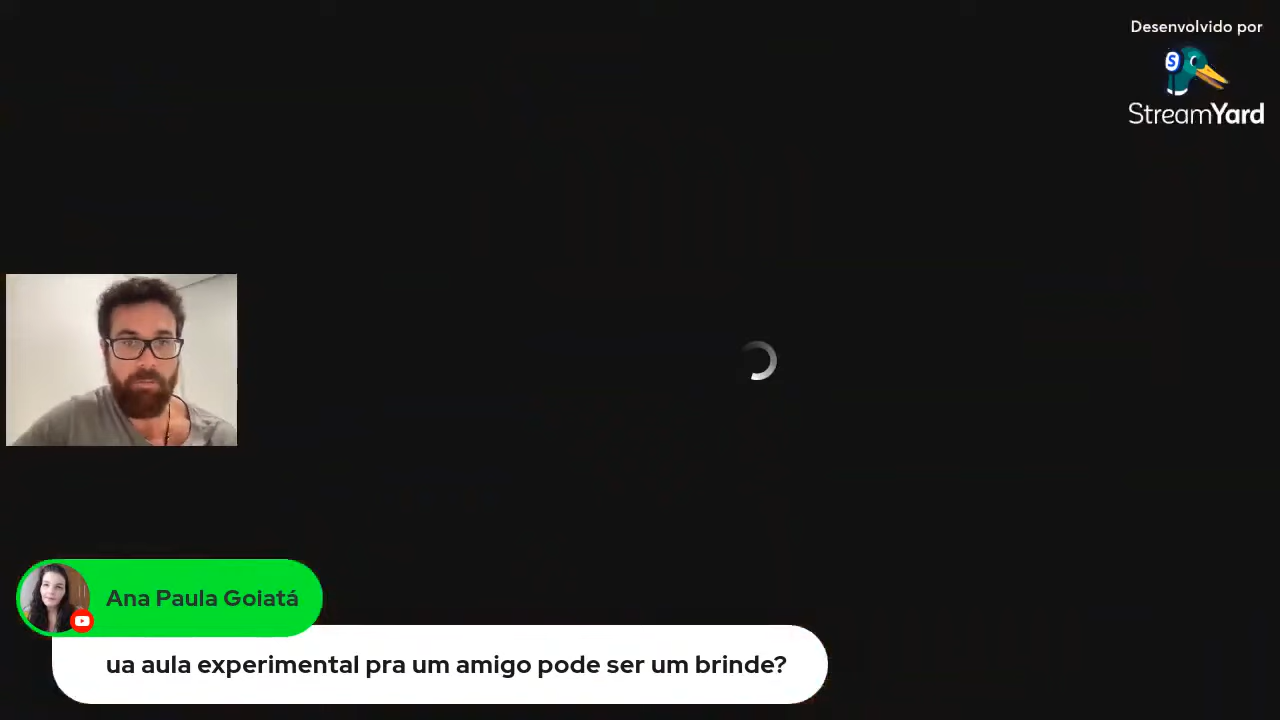 Desenvolvido por
S
StreamYard
Ana Paula Goiatá
ua aula experimental pra um amigo pode ser um brinde?